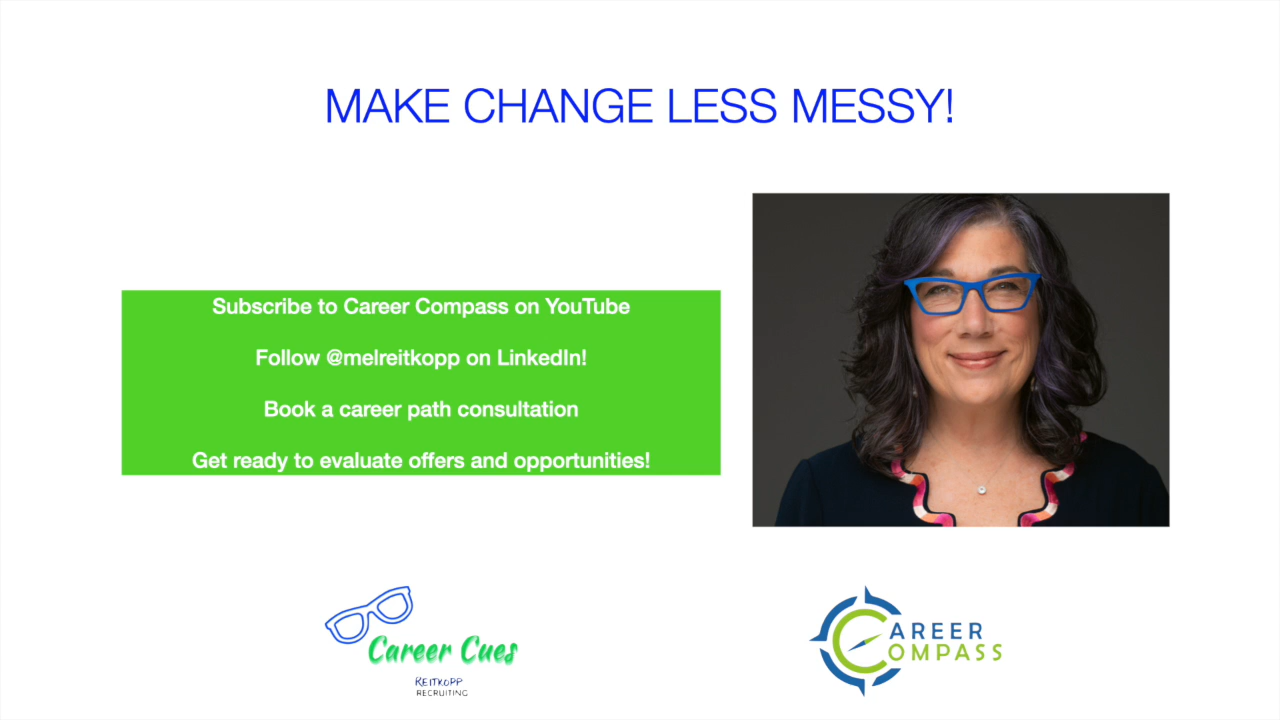 MAKE CHANGE LESS MESSY!
Subscribe to Career Compass on YouTube
Follow @melreitkopp on LinkedIn!
Book a career path consultation
Get ready to evaluate offers and opportunities!
Career Cues
REITKOPP
RECRUITING
CAREER
COMPASS